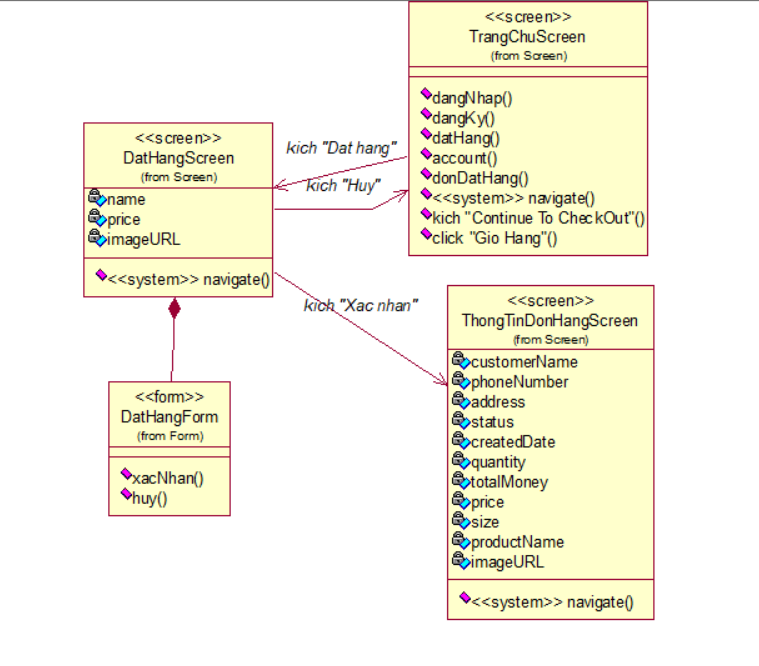 <<screen>>
TrangChuScreen
(from Screen)
dangNhap()
dangKy()
datHang()
account()
donDatHang()
<<system>> navigate()
kich "Continue To CheckOut"()
click "Gio Hang"()
kich "Dat hang"
kich "Huy"
<<screen>>
DatHangScreen
(from Screen)
name
price
imageURL
<<system>> navigate()
kich "Xac nhan"
<<screen>>
ThongTinDonHangScreen
(from Screen)
customerName
phoneNumber
address
status
createdDate
quantity
totalMoney
price
size
productName
imageURL
<<system>> navigate()
<<form>>
DatHangForm
(from Form)
xacNhan()
huy()